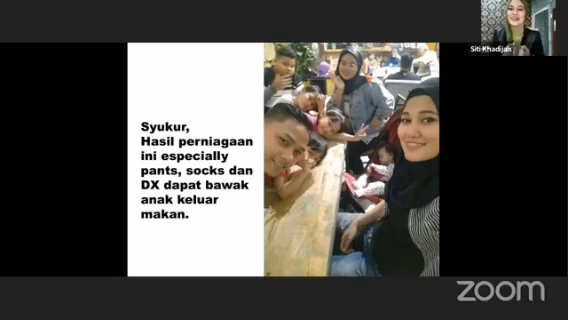 Siti Khadijah
Syukur,
Hasil perniagaan
ini especially
pants, socks dan
DX dapat bawak
anak keluar
makan.
zoom